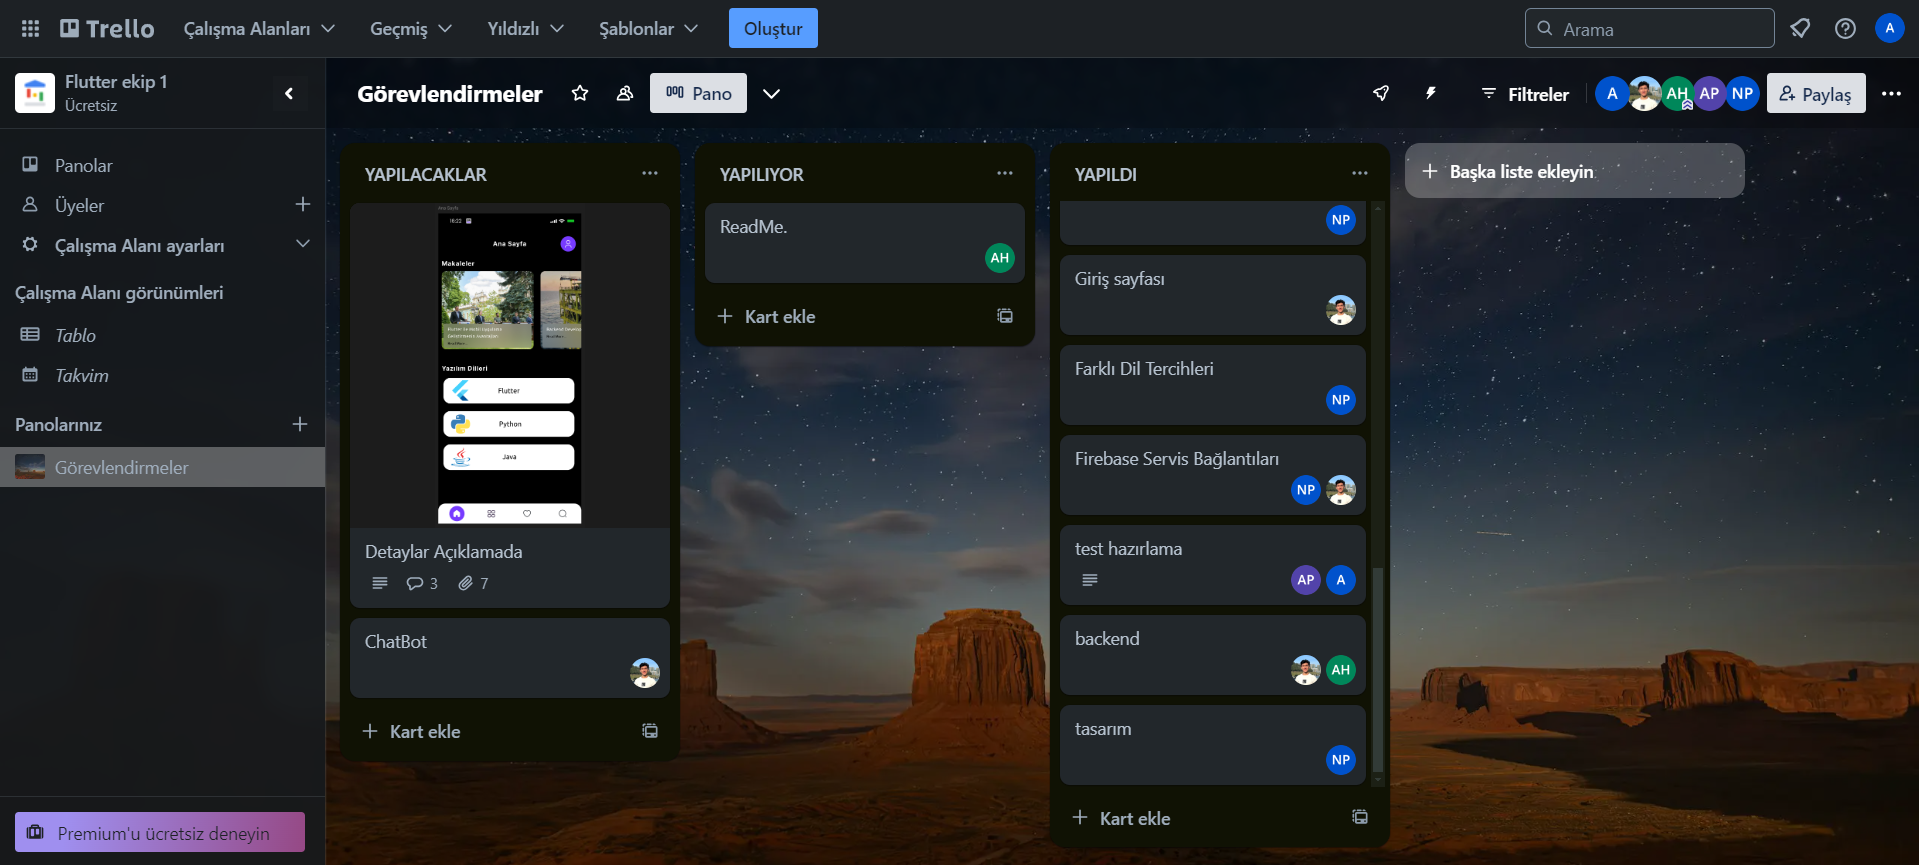 Trello
Çalışma Alanları
Geçmiş
Yıldızlı
Şablonlar
Oluştur
Arama
A
Flutter ekip 1
Ücretsiz
Görevlendirmeler
Pano
Filtreler
A
AH
AP
NP
Paylaş
Panolar
Üyeler
Çalışma Alanı ayarları
Çalışma Alanı görünümleri
Tablo
Takvim
Panolarınız
Görevlendirmeler
Premium'u ücretsiz deneyin
YAPILACAKLAR
Ana Sayfa
Ana Sayfa
Makaleler
Read More...
Yazılım Dilleri
Flutter
Python
Java
Detaylar Açıklamada
3
7
ChatBot
Kart ekle
YAPILIYOR
ReadMe.
AH
Kart ekle
YAPILDI
NP
Giriş sayfası
Farklı Dil Tercihleri
NP
Firebase Servis Bağlantıları
NP
test hazırlama
AP
A
backend
AH
tasarım
NP
Kart ekle
Başka liste ekleyin